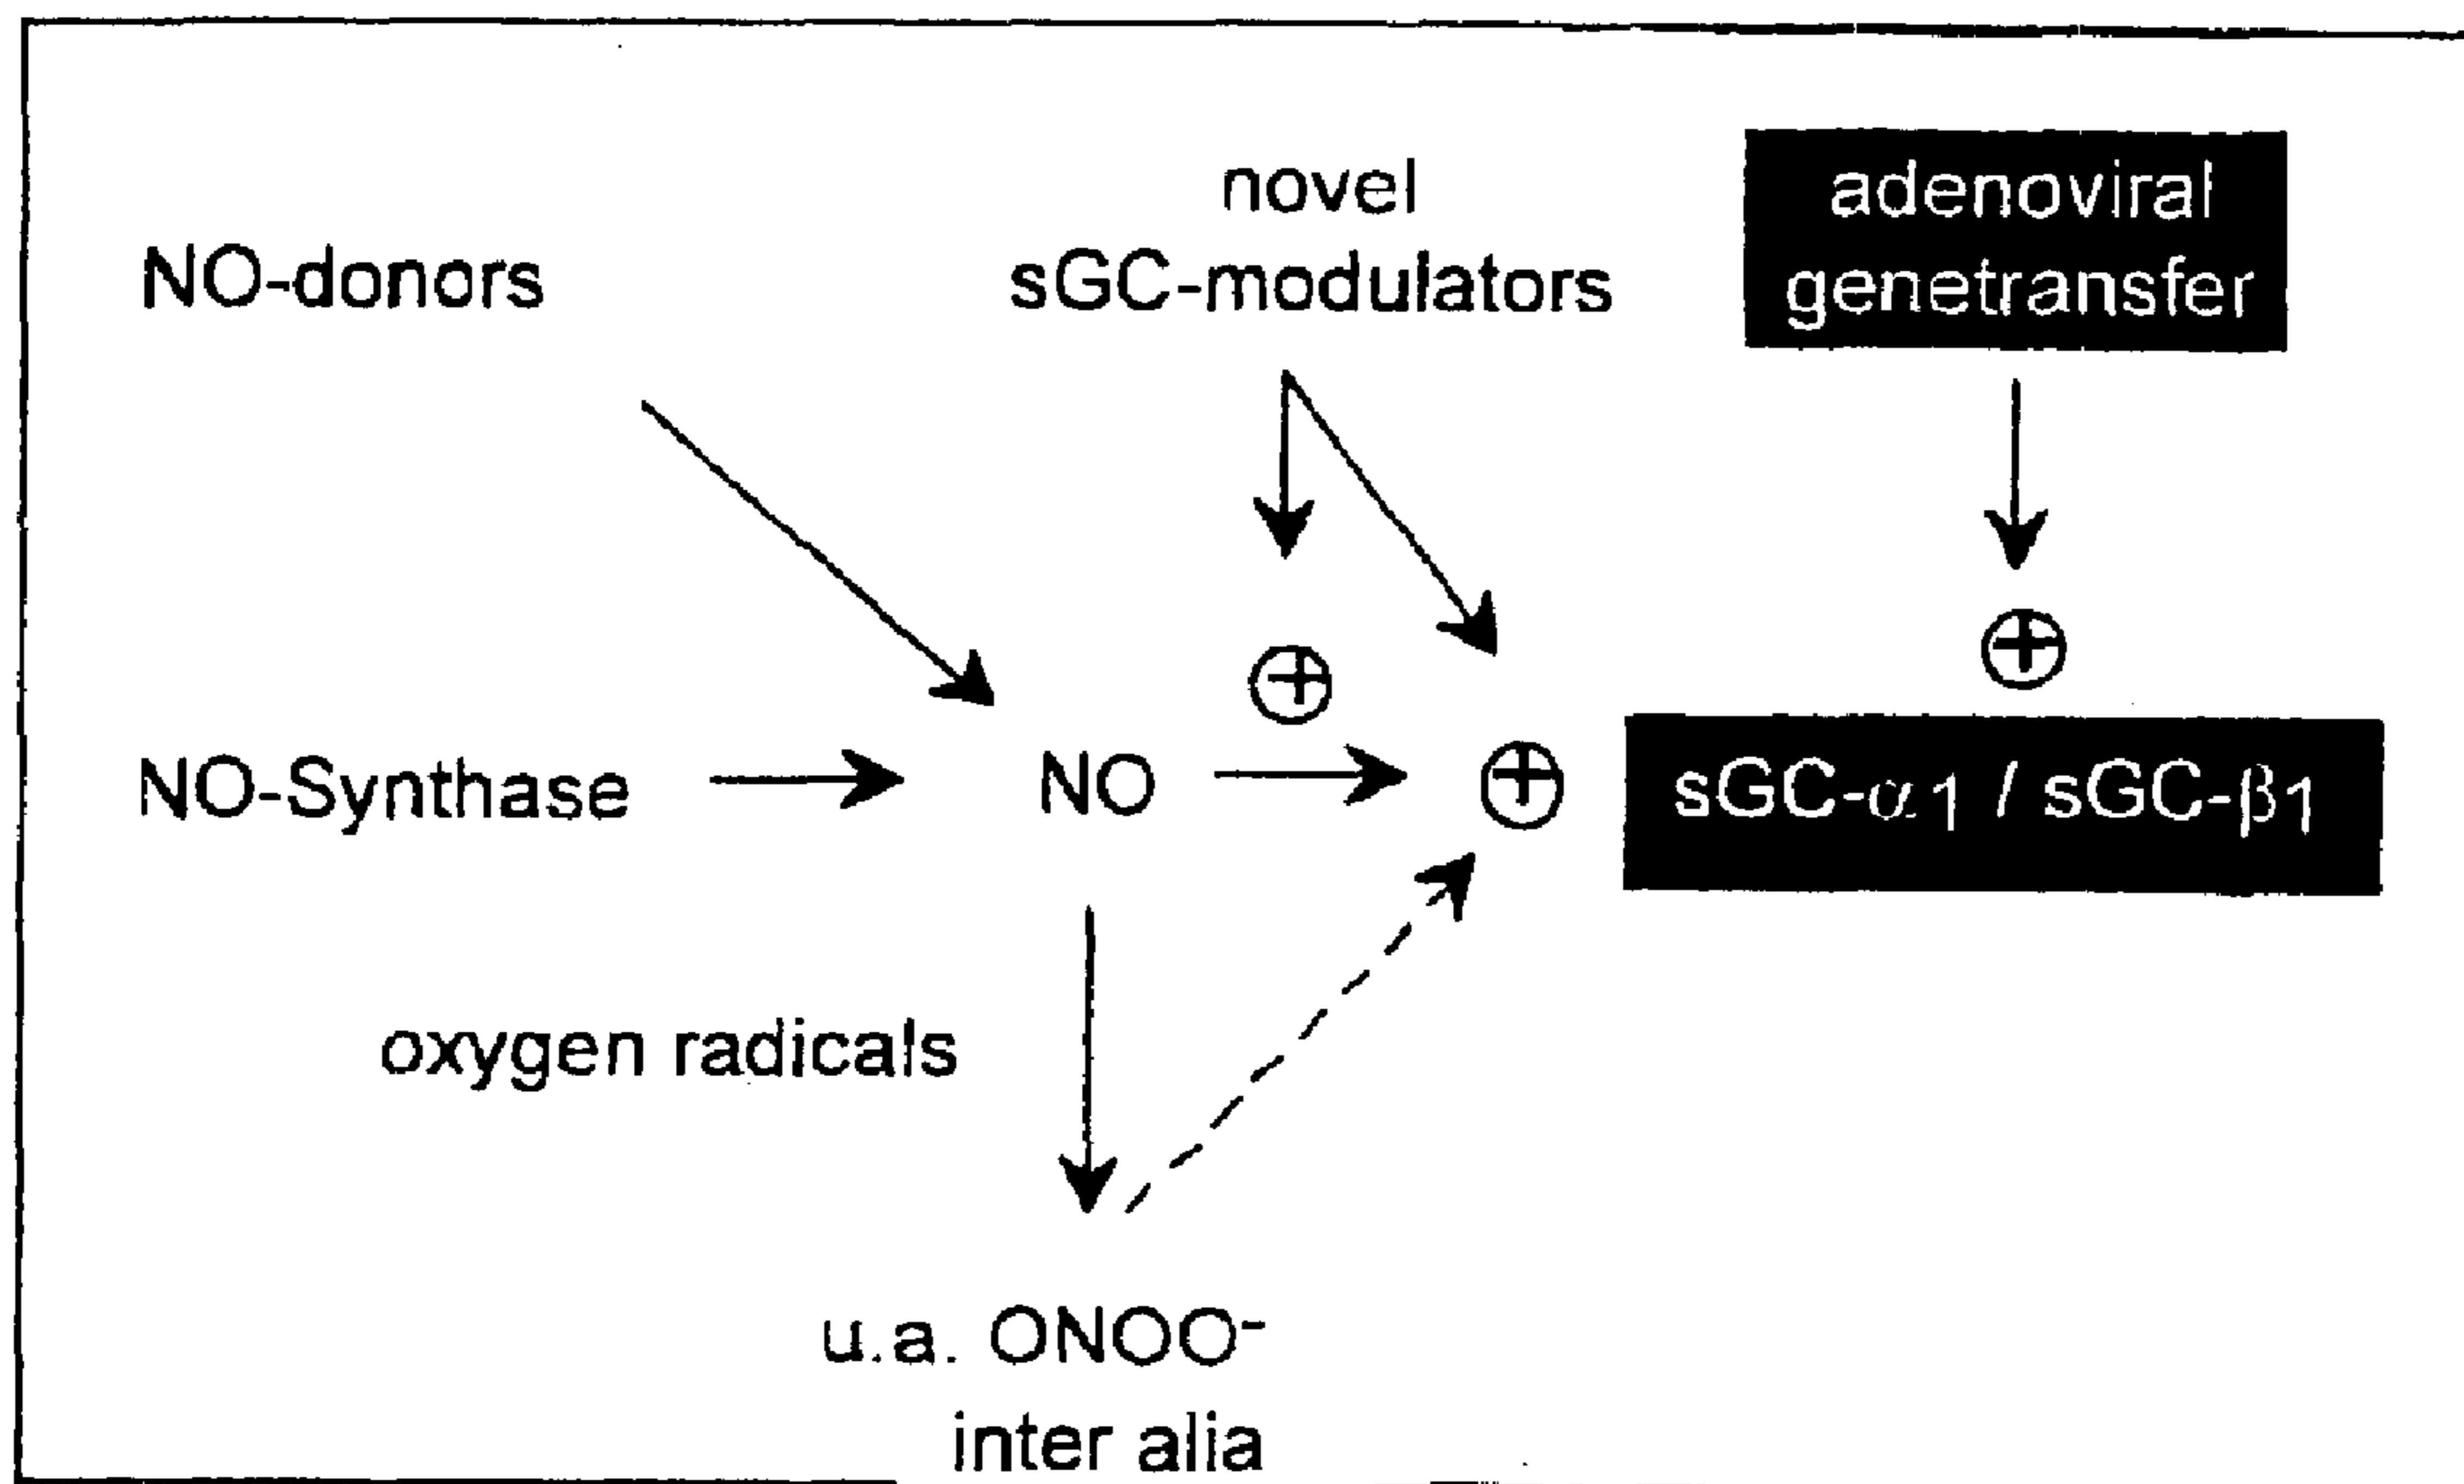 novel
sGC-modulators
adenoviral
genetransfer
NO-donors
NO-Synthase
NO
sGC-α1 / sGC-β1
oxygen radicals
u.a. ONOO⁻
inter alia